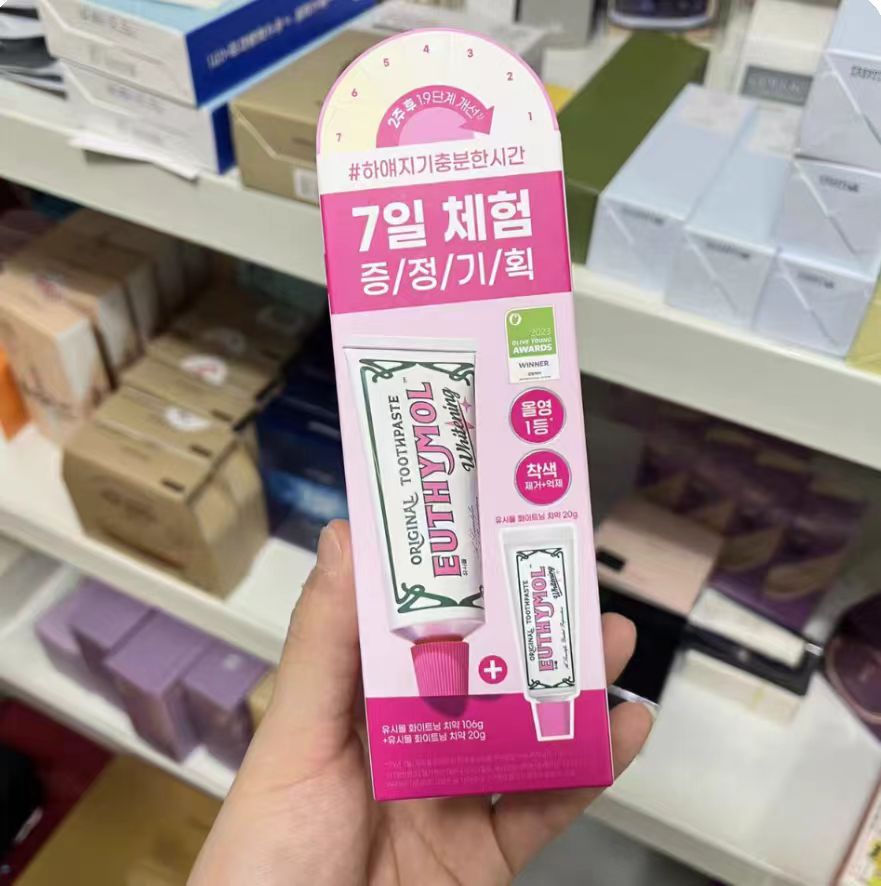 7 6 5 4 3 2 1
2주 후 1.9단계 개선
#하얘지기충분한시간
7일 체험
증/정/기/획
2023
OLIVE YOUNG
AWARDS
WINNER
올영
1등*
착색
제거+억제
ORIGINAL TOOTHPASTE
EUTHYMOL
Whitening
유시몰
유시몰 화이트닝 치약 20g
ORIGINAL TOOTHPASTE
EUTHYMOL
Whitening
+
유시몰 화이트닝 치약 106g
+유시몰 화이트닝 치약 20g